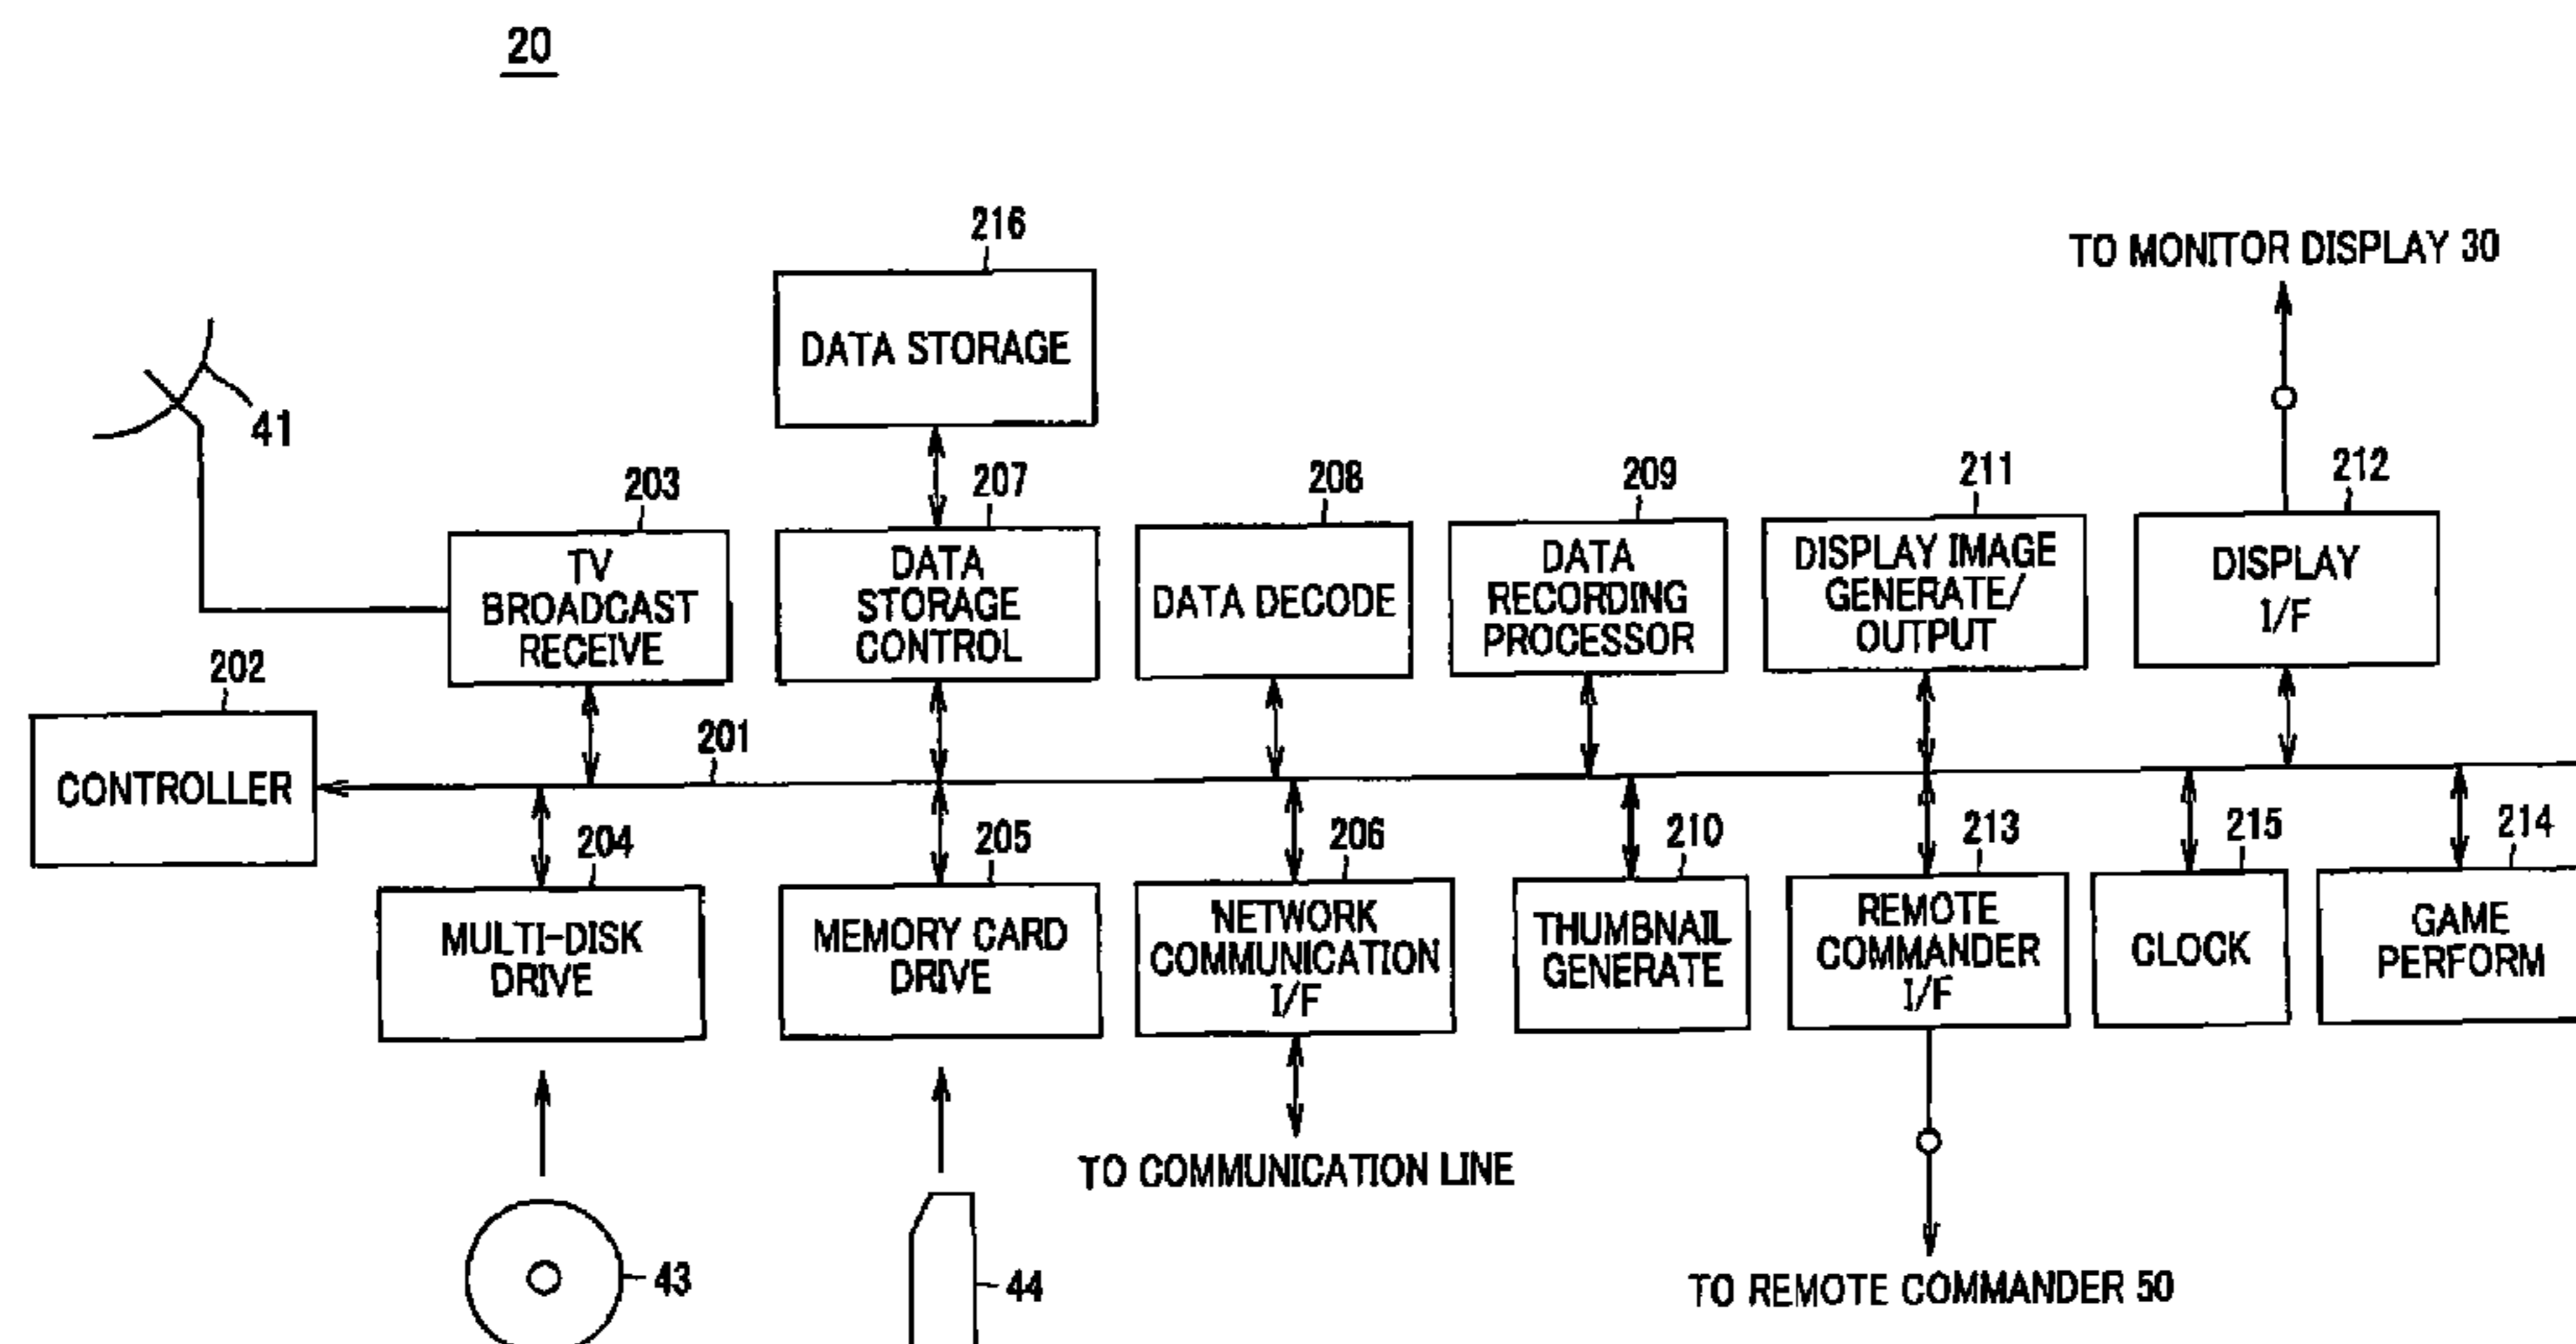 20
216
TO MONITOR DISPLAY 30
DATA STORAGE
41
203
207
208
209
211
212
TV
BROADCAST
RECEIVE
DATA
STORAGE
CONTROL
DATA DECODE
DATA
RECORDING
PROCESSOR
DISPLAY IMAGE
GENERATE/
OUTPUT
DISPLAY
I/F
202
CONTROLLER
201
204
205
206
210
213
215
214
MULTI-DISK
DRIVE
MEMORY CARD
DRIVE
NETWORK
COMMUNICATION
I/F
THUMBNAIL
GENERATE
REMOTE
COMMANDER
I/F
CLOCK
GAME
PERFORM
TO COMMUNICATION LINE
43
44
TO REMOTE COMMANDER 50